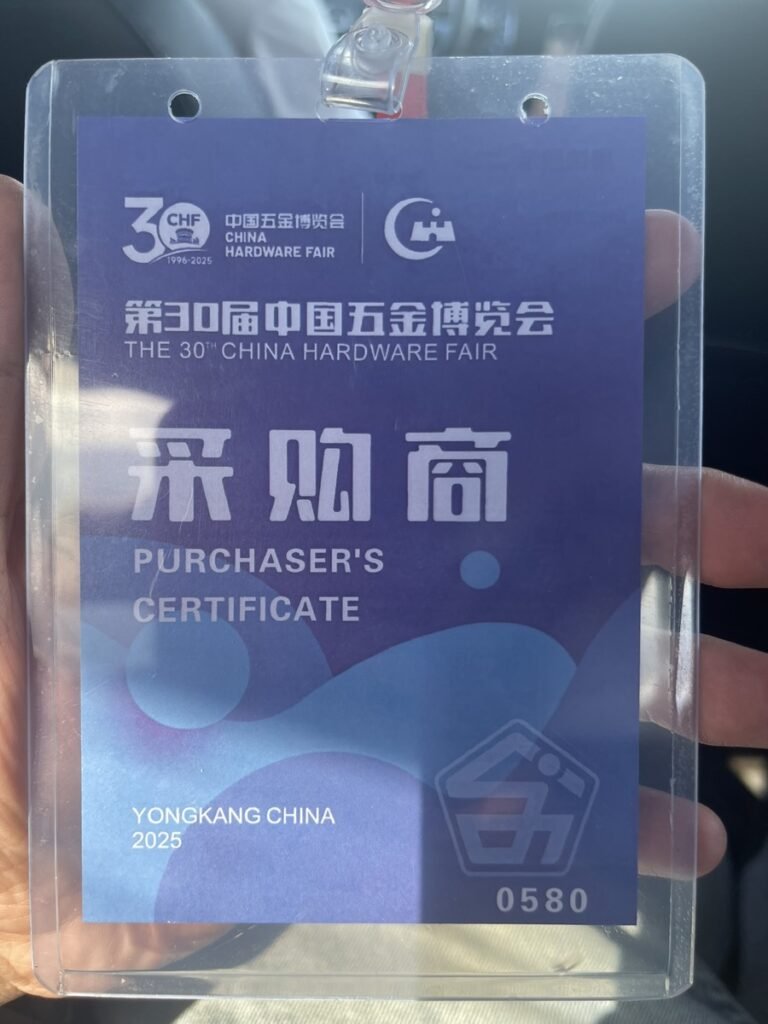 30
CHF
1996-2025
中国五金博览会
CHINA
HARDWARE FAIR
第30届中国五金博览会
THE 30TH CHINA HARDWARE FAIR
采购商
PURCHASER'S
CERTIFICATE
YONGKANG CHINA
2025
0580